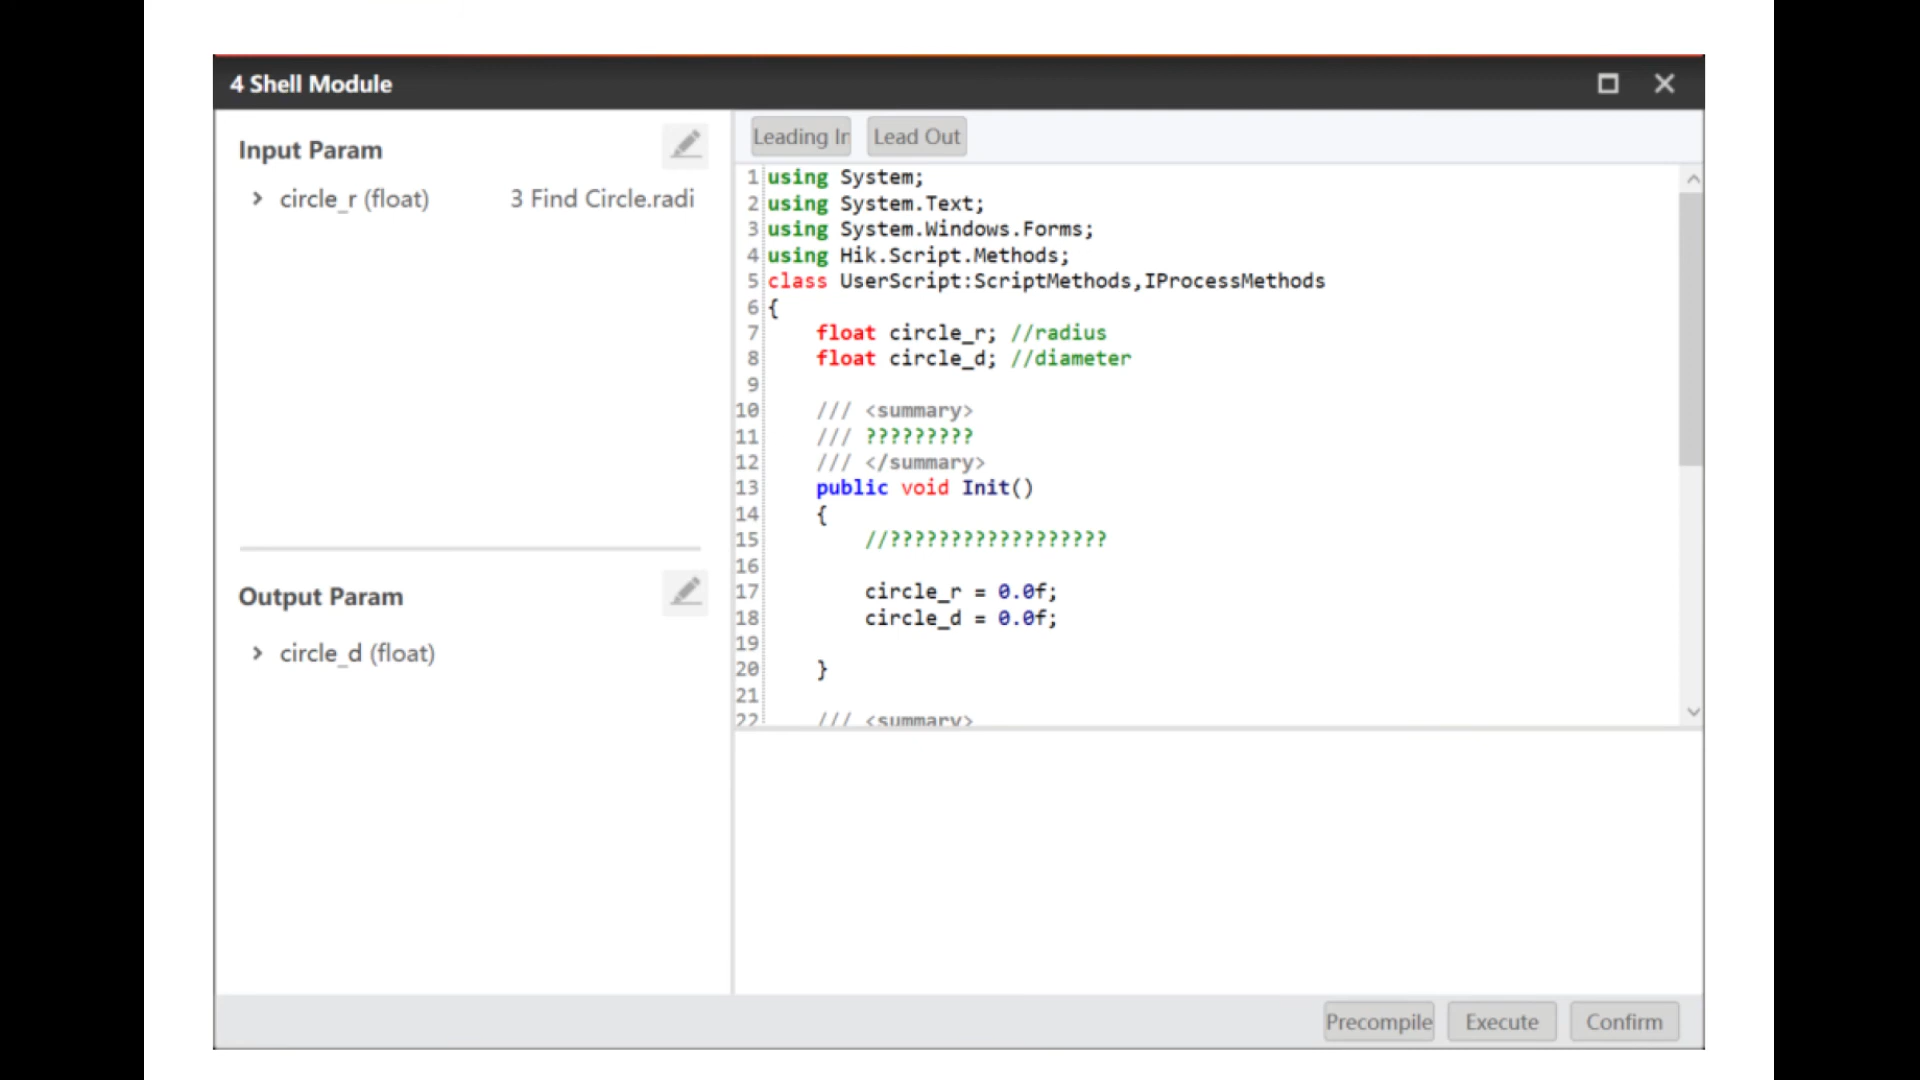 4 Shell Module
Input Param
circle_r (float) 3 Find Circle.radi
Output Param
circle_d (float)
Leading In Lead Out
1 using System;
2 using System.Text;
3 using System.Windows.Forms;
4 using Hik.Script.Methods;
5 class UserScript:ScriptMethods,IProcessMethods
6 {
7 float circle_r; //radius
8 float circle_d; //diameter
9
10 /// <summary>
11 /// ?????????
12 /// </summary>
13 public void Init()
14 {
15 //??????????????????
16
17 circle_r = 0.0f;
18 circle_d = 0.0f;
19
20 }
21
22 /// <summary>
Precompile Execute Confirm